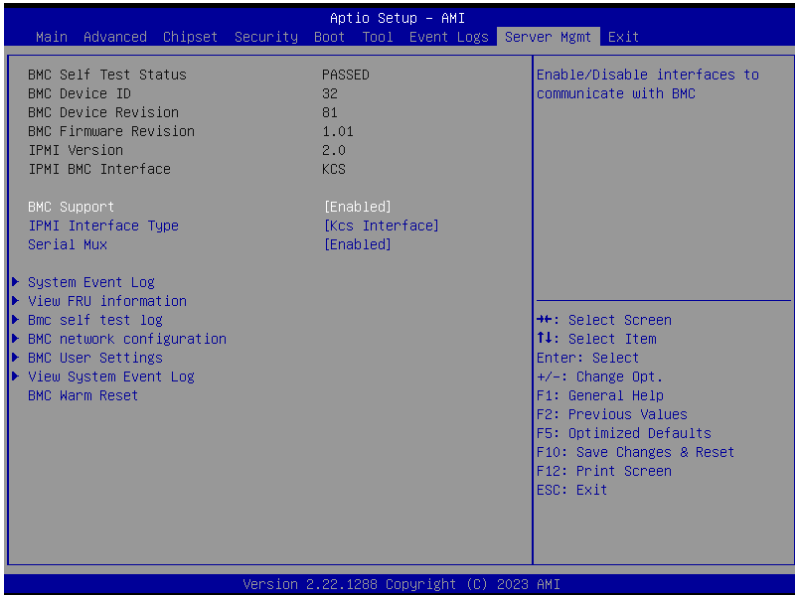 Aptio Setup - AMI
Main Advanced Chipset Security Boot Tool Event Logs Server Mgmt Exit
BMC Self Test Status PASSED
BMC Device ID 32
BMC Device Revision 81
BMC Firmware Revision 1.01
IPMI Version 2.0
IPMI BMC Interface KCS
BMC Support [Enabled]
IPMI Interface Type [Kcs Interface]
Serial Mux [Enabled]
System Event Log
View FRU information
Bmc self test log
BMC network configuration
BMC User Settings
View System Event Log
BMC Warm Reset
Enable/Disable interfaces to
communicate with BMC
→←: Select Screen
↑↓: Select Item
Enter: Select
+/-: Change Opt.
F1: General Help
F2: Previous Values
F5: Optimized Defaults
F10: Save Changes & Reset
F12: Print Screen
ESC: Exit
Version 2.22.1288 Copyright (C) 2023 AMI